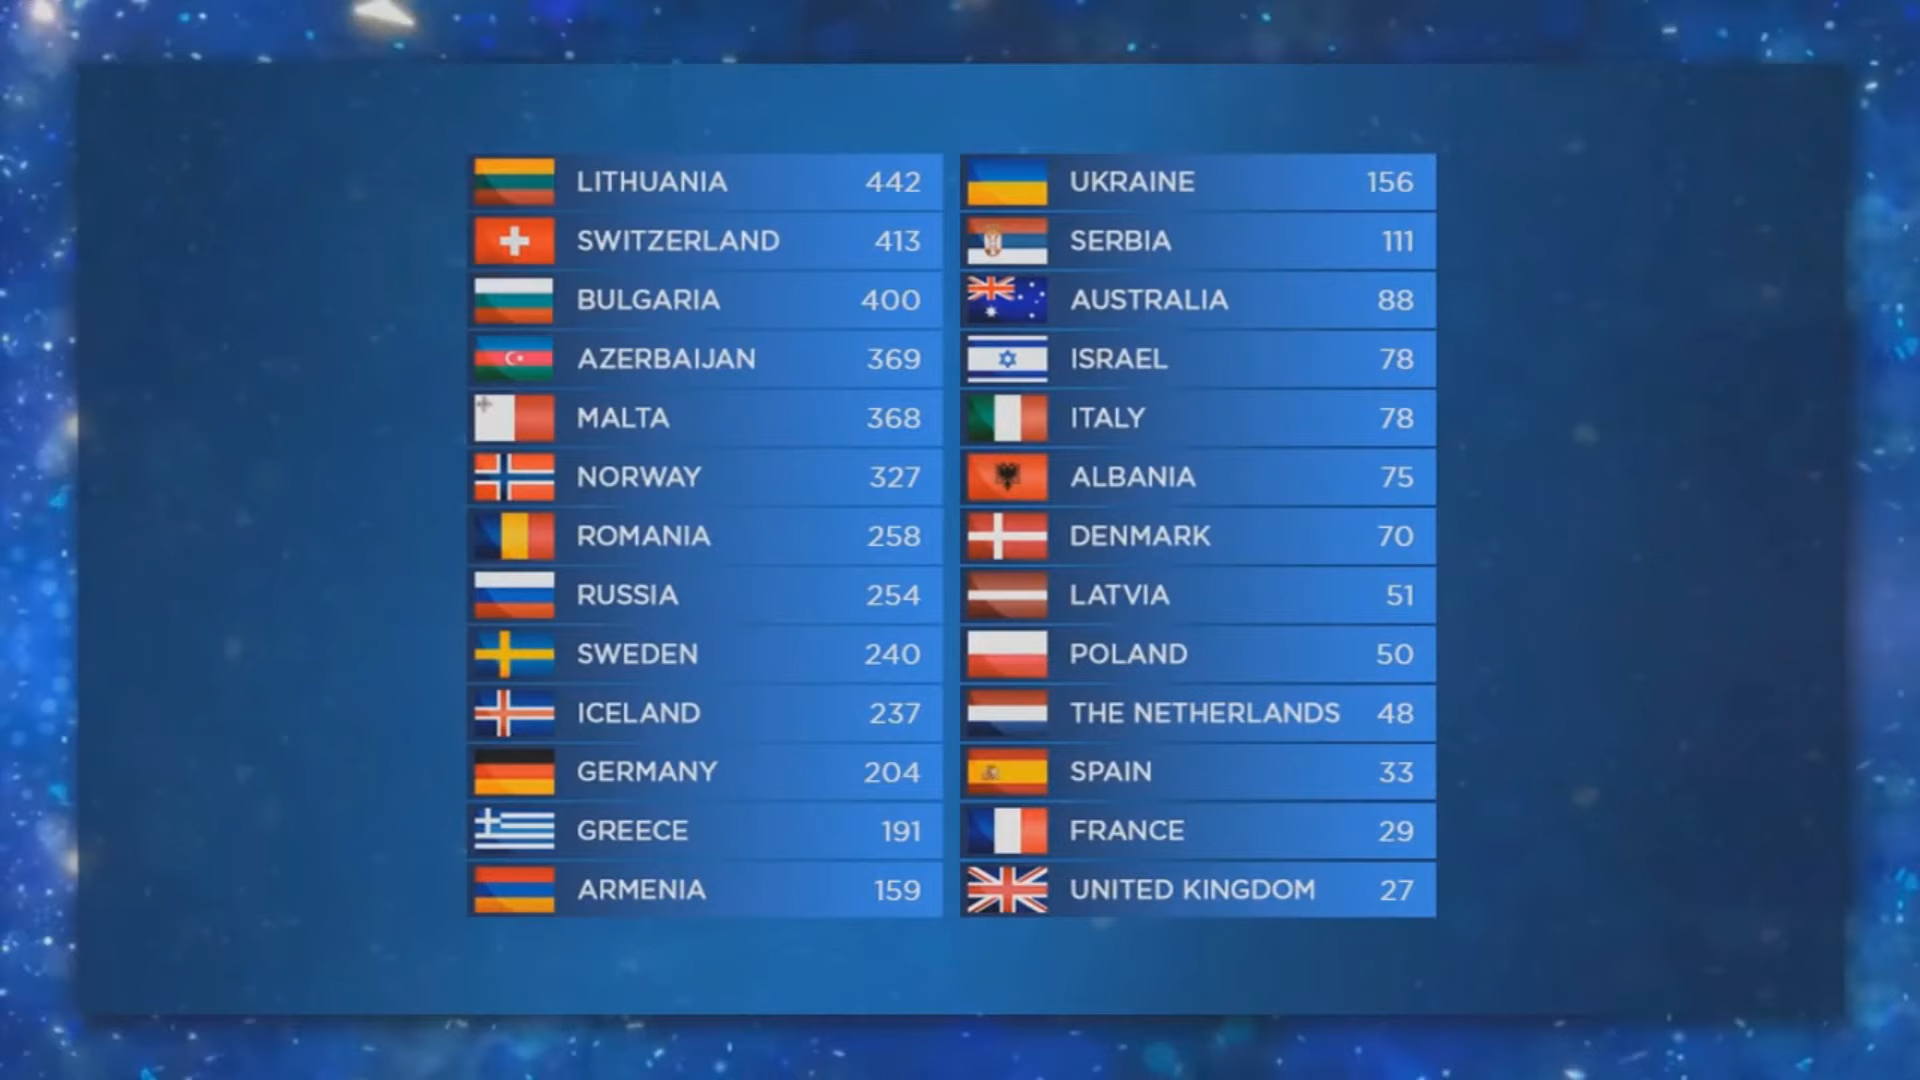 LITHUANIA 442
SWITZERLAND 413
BULGARIA 400
AZERBAIJAN 369
MALTA 368
NORWAY 327
ROMANIA 258
RUSSIA 254
SWEDEN 240
ICELAND 237
GERMANY 204
GREECE 191
ARMENIA 159
UKRAINE 156
SERBIA 111
AUSTRALIA 88
ISRAEL 78
ITALY 78
ALBANIA 75
DENMARK 70
LATVIA 51
POLAND 50
THE NETHERLANDS 48
SPAIN 33
FRANCE 29
UNITED KINGDOM 27